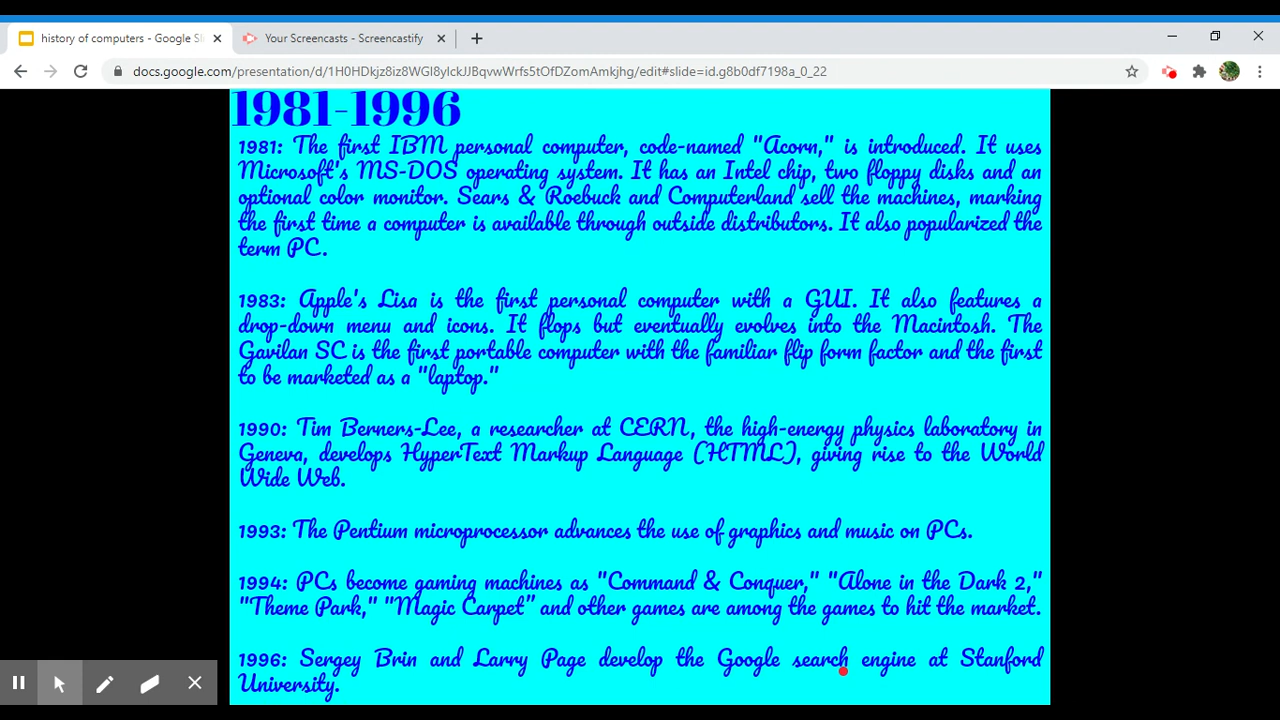 history of computers - Google Sl
Your Screencasts - Screencastify
docs.google.com/presentation/d/1H0HDkjz8iz8WGl8ylckIJBqvwWrfs5tOfDZomAmkjhg/edit#slide=id.g8b0df7198a_0_22
1981-1996
1981: The first IBM personal computer, code-named "Acorn," is introduced. It uses
Microsoft's MS-DOS operating system. It has an Intel chip, two floppy disks and an
optional color monitor. Sears & Roebuck and Computerland sell the machines, marking
the first time a computer is available through outside distributors. It also popularized the
term PC.
1983: Apple's Lisa is the first personal computer with a GUI. It also features a
drop-down menu and icons. It flops but eventually evolves into the Macintosh. The
Gavilan SC is the first portable computer with the familiar flip form factor and the first
to be marketed as a "laptop."
1990: Tim Berners-Lee, a researcher at CERN, the high-energy physics laboratory in
Geneva, develops HyperText Markup Language (HTML), giving rise to the World
Wide Web.
1993: The Pentium microprocessor advances the use of graphics and music on PCs.
1994: PCs become gaming machines as "Command & Conquer," "Alone in the Dark 2,"
"Theme Park," "Magic Carpet" and other games are among the games to hit the market.
1996: Sergey Brin and Larry Page develop the Google search engine at Stanford
University.